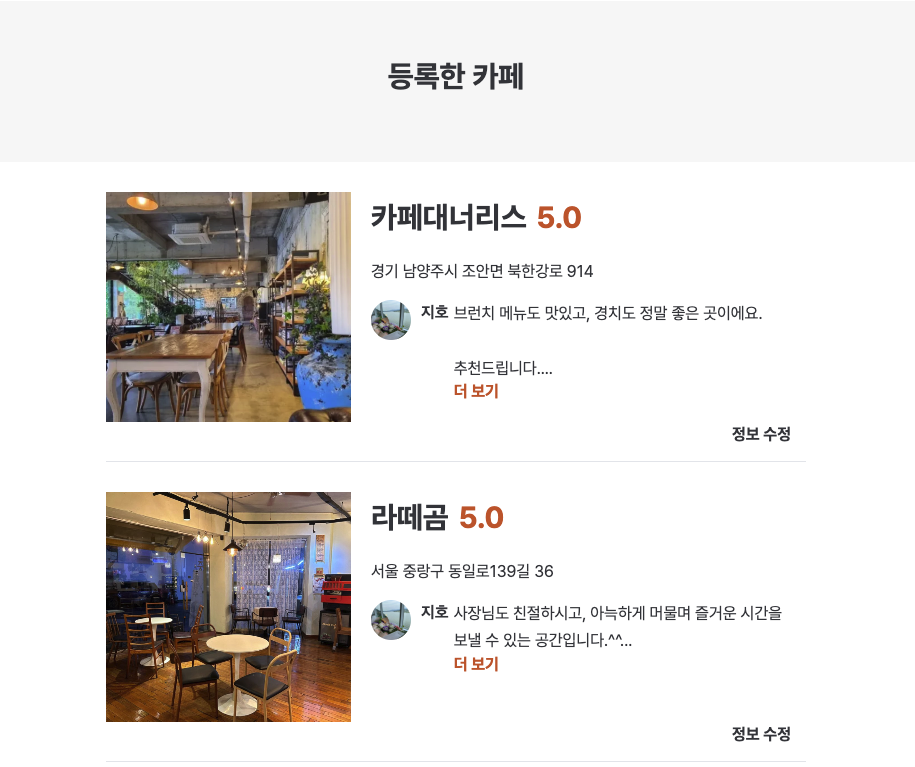 등록한 카페
카페대너리스 5.0
경기 남양주시 조안면 북한강로 914
지호 브런치 메뉴도 맛있고, 경치도 정말 좋은 곳이에요.
추천드립니다....
더 보기
정보 수정
라떼곰 5.0
서울 중랑구 동일로139길 36
지호 사장님도 친절하시고, 아늑하게 머물며 즐거운 시간을
보낼 수 있는 공간입니다.^^...
더 보기
정보 수정